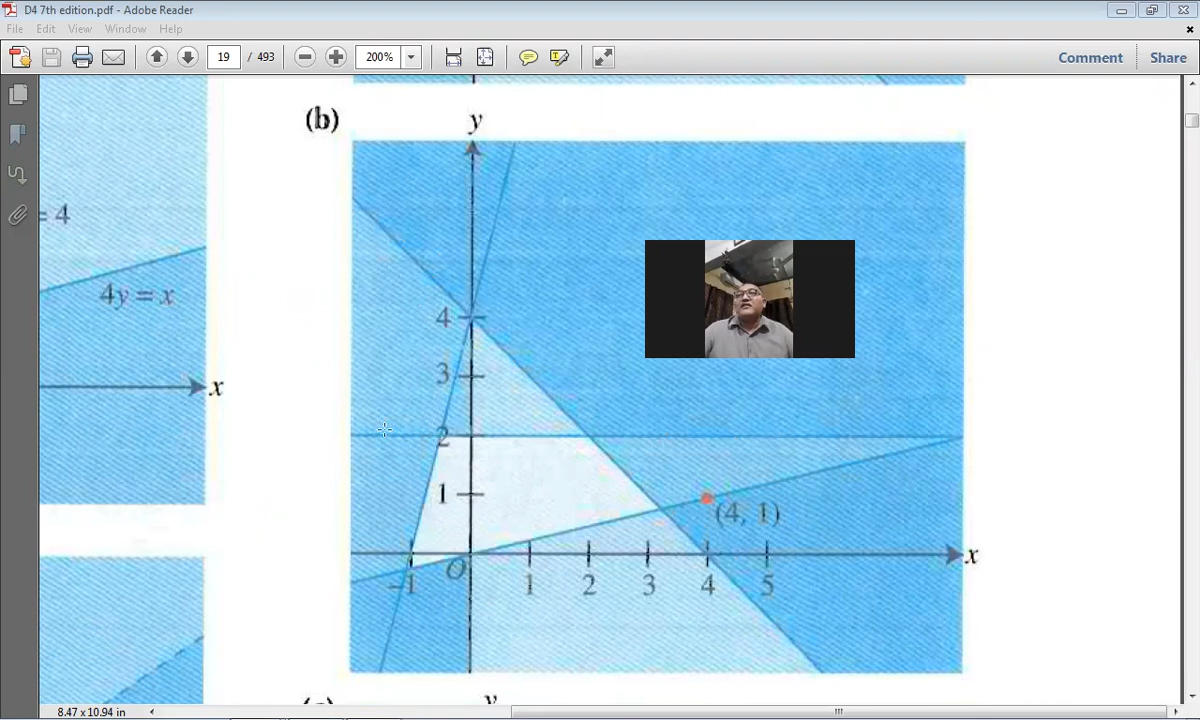 D4 7th edition.pdf - Adobe Reader
File Edit View Window Help
19 / 493 200% Comment Share
(b) y
= 4
4y = x
x
4
3
2
1
(4, 1)
x
-1 O 1 2 3 4 5
8.47 x 10.94 in